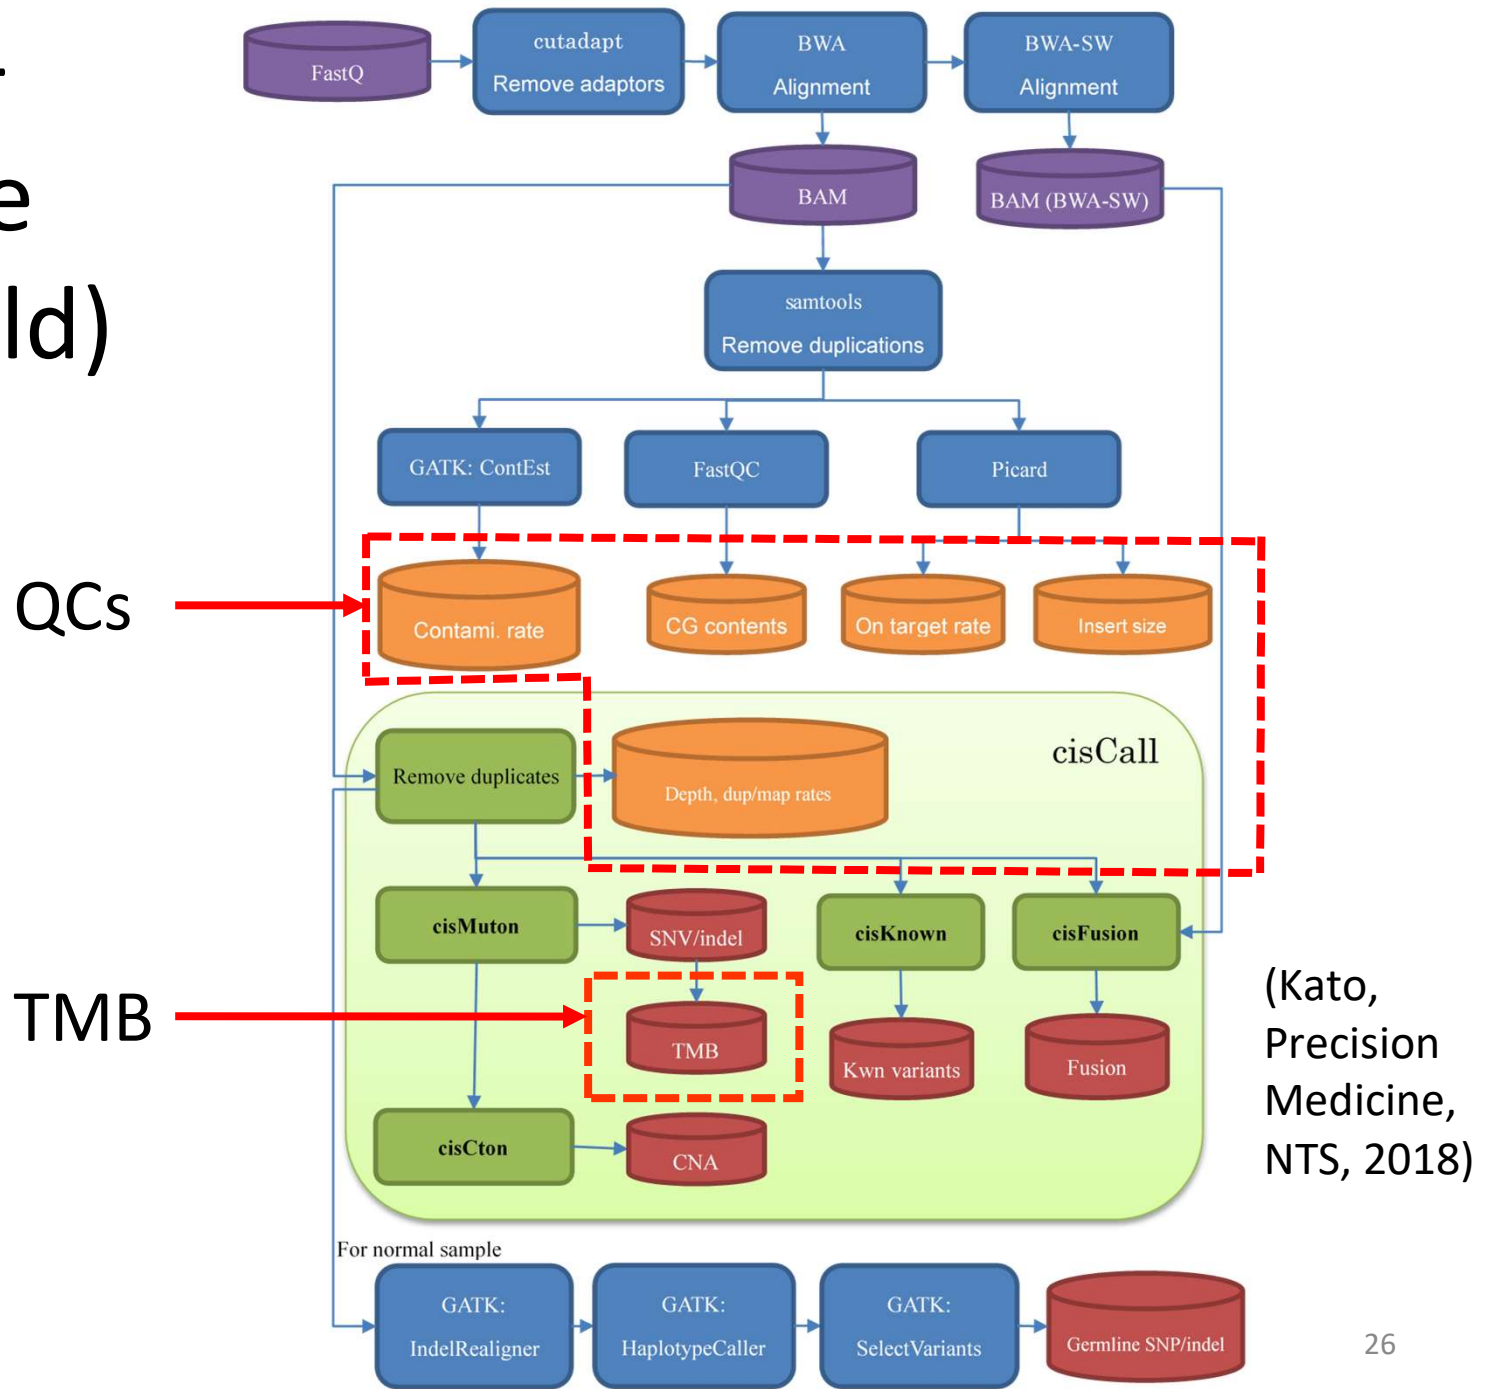 FastQ
cutadapt
Remove adaptors
BWA
Alignment
BWA-SW
Alignment
BAM
BAM (BWA-SW)
e
ld)
samtools
Remove duplications
GATK: ContEst
FastQC
Picard
QCs
Contami. rate
CG contents
On target rate
Insert size
cisCall
Remove duplicates
Depth, dup/map rates
cisMuton
SNV/indel
cisKnown
cisFusion
TMB
TMB
Kwn variants
Fusion
(Kato,
Precision
Medicine,
NTS, 2018)
cisCton
CNA
For normal sample
GATK:
IndelRealigner
GATK:
HaplotypeCaller
GATK:
SelectVariants
Germline SNP/indel
26